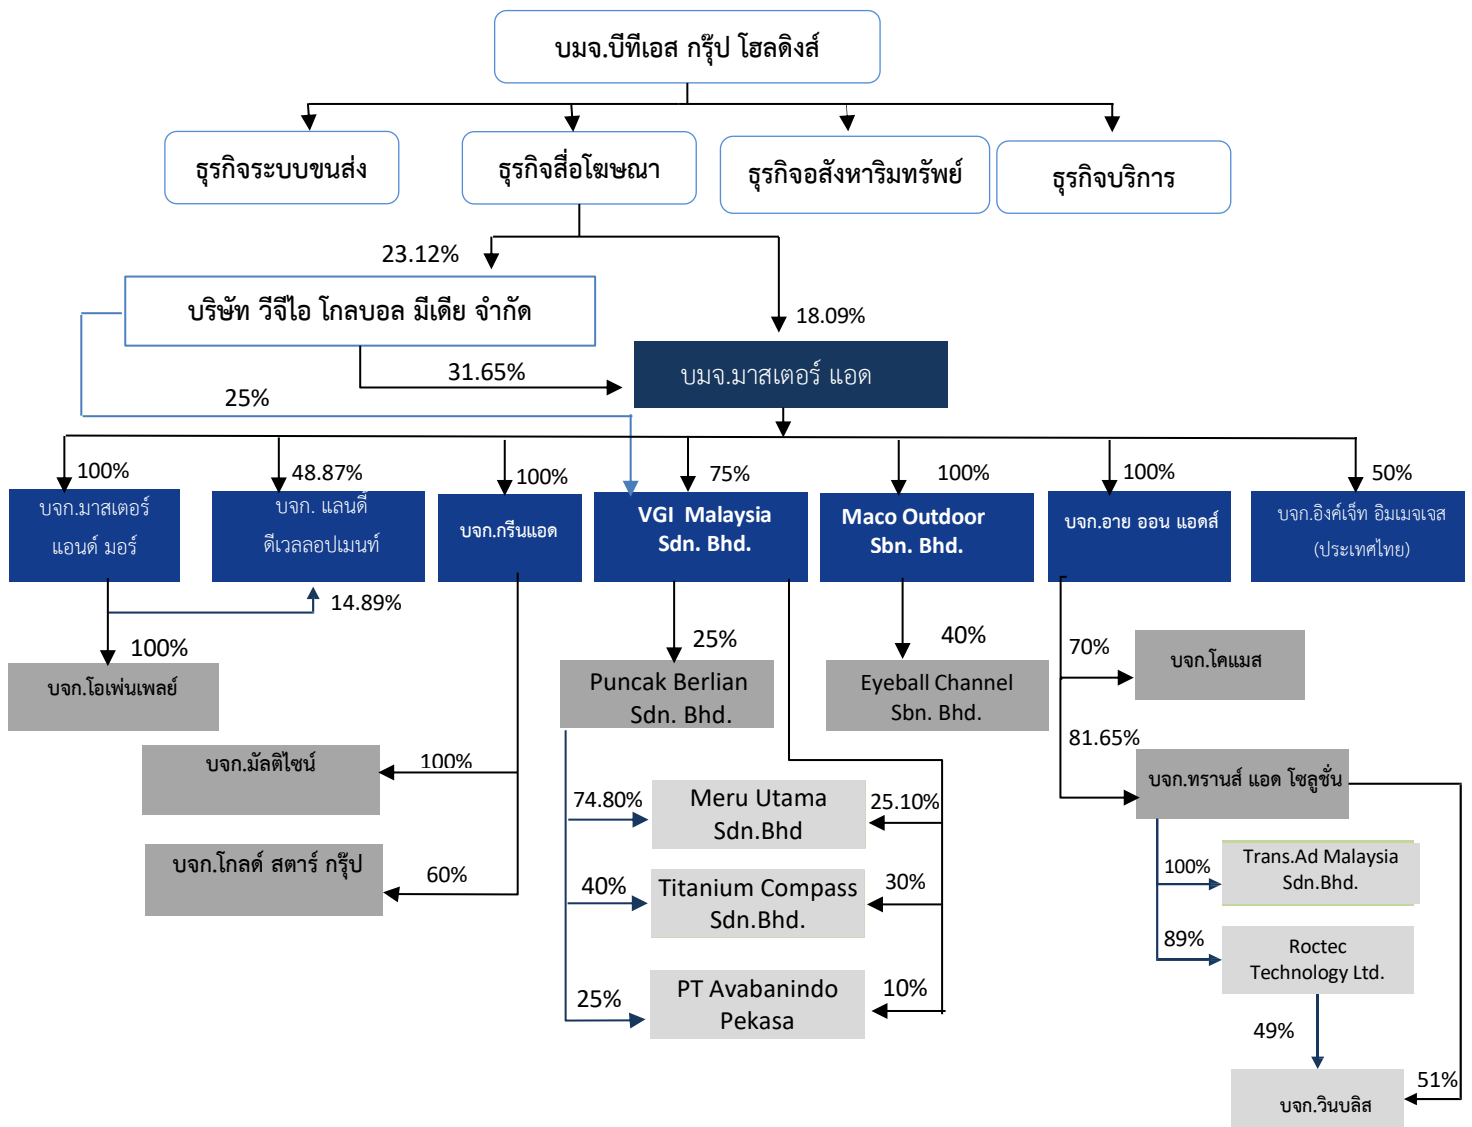 บมจ.บีทีเอส กรุ๊ป โฮลดิงส์
ธุรกิจระบบขนส่ง
ธุรกิจสื่อโฆษณา
ธุรกิจอสังหาริมทรัพย์
ธุรกิจบริการ
23.12%
บริษัท วีจีไอ โกลบอล มีเดีย จำกัด
18.09%
31.65%
บมจ.มาสเตอร์ แอด
25%
100%
48.87%
100%
75%
100%
100%
50%
บจก.มาสเตอร์
แอนด์ มอร์
บจก. แลนดี้
ดีเวลลอปเมนท์
บจก.กรีนแอด
VGI Malaysia
Sdn. Bhd.
Maco Outdoor
Sbn. Bhd.
บจก.อาย ออน แอดส์
บจก.อิงค์เจ็ท อิมเมจเจส
(ประเทศไทย)
14.89%
100%
25%
40%
70%
บจก.โอเพ่นเพลย์
Puncak Berlian
Sdn. Bhd.
Eyeball Channel
Sbn. Bhd.
บจก.โคแมส
81.65%
บจก.มัลติไซน์
100%
บจก.ทรานส์ แอด โซลูชั่น
74.80%
Meru Utama
Sdn.Bhd
25.10%
บจก.โกลด์ สตาร์ กรุ๊ป
60%
40%
Titanium Compass
Sdn.Bhd.
30%
100%
Trans.Ad Malaysia
Sdn.Bhd.
89%
Roctec
Technology Ltd.
25%
PT Avabanindo
Pekasa
10%
49%
51%
บจก.วินบลิส